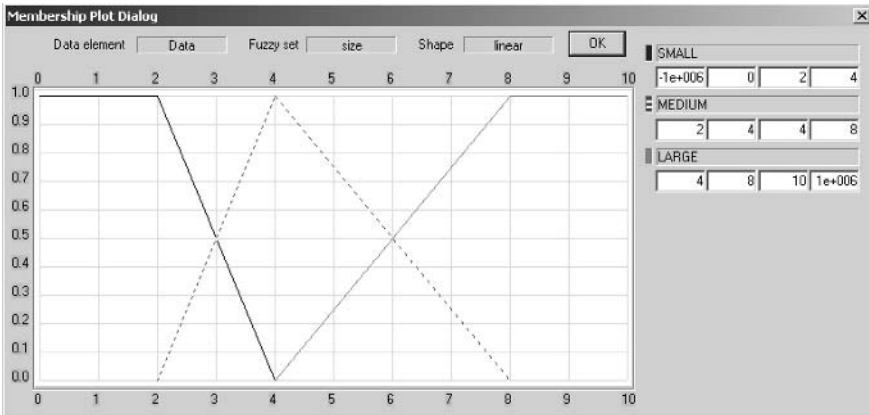 Membership Plot Dialog
Data element Data Fuzzy set size Shape linear OK
0 1 2 3 4 5 6 7 8 9 10
1.0
0.9
0.8
0.7
0.6
0.5
0.4
0.3
0.2
0.1
0.0
0 1 2 3 4 5 6 7 8 9 10
SMALL
-1e+006 0 2 4
MEDIUM
2 4 4 8
LARGE
4 8 10 1e+006